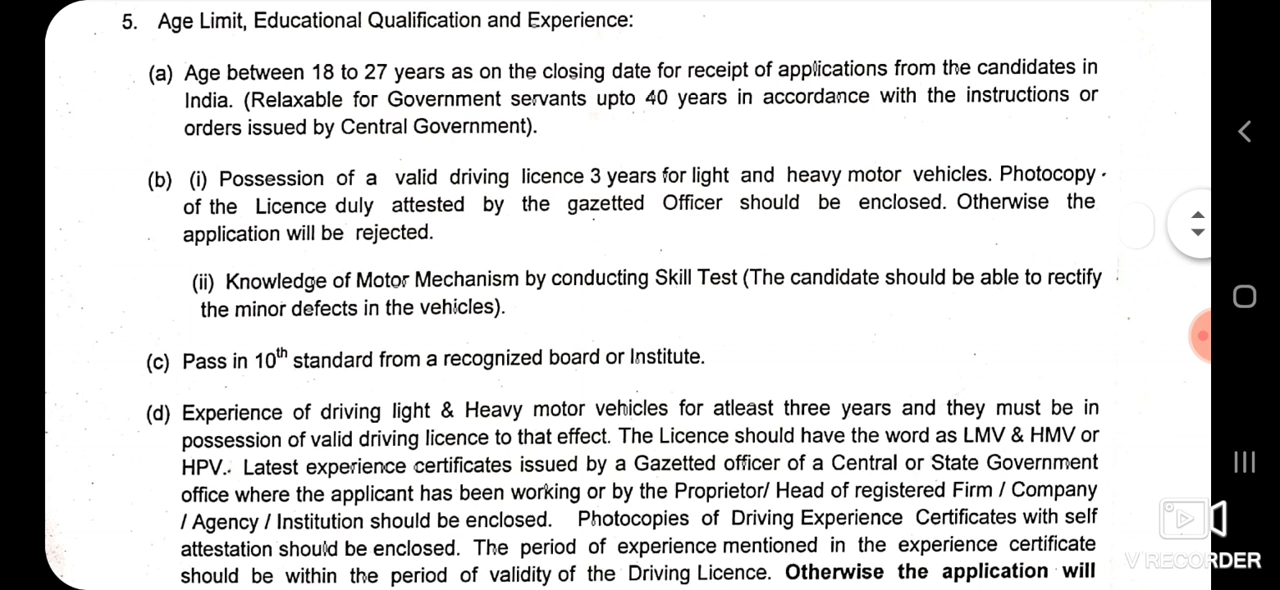 5. Age Limit, Educational Qualification and Experience:
(a) Age between 18 to 27 years as on the closing date for receipt of applications from the candidates in
India. (Relaxable for Government servants upto 40 years in accordance with the instructions or
orders issued by Central Government).
(b) (i) Possession of a valid driving licence 3 years for light and heavy motor vehicles. Photocopy
of the Licence duly attested by the gazetted Officer should be enclosed. Otherwise the
application will be rejected.
(ii) Knowledge of Motor Mechanism by conducting Skill Test (The candidate should be able to rectify
the minor defects in the vehicles).
(c) Pass in 10th standard from a recognized board or Institute.
(d) Experience of driving light & Heavy motor vehicles for atleast three years and they must be in
possession of valid driving licence to that effect. The Licence should have the word as LMV & HMV or
HPV.. Latest experience certificates issued by a Gazetted officer of a Central or State Government
office where the applicant has been working or by the Proprietor/ Head of registered Firm / Company
/ Agency / Institution should be enclosed. Photocopies of Driving Experience Certificates with self
attestation should be enclosed. The period of experience mentioned in the experience certificate
should be within the period of validity of the Driving Licence. Otherwise the application will
V RECORDER